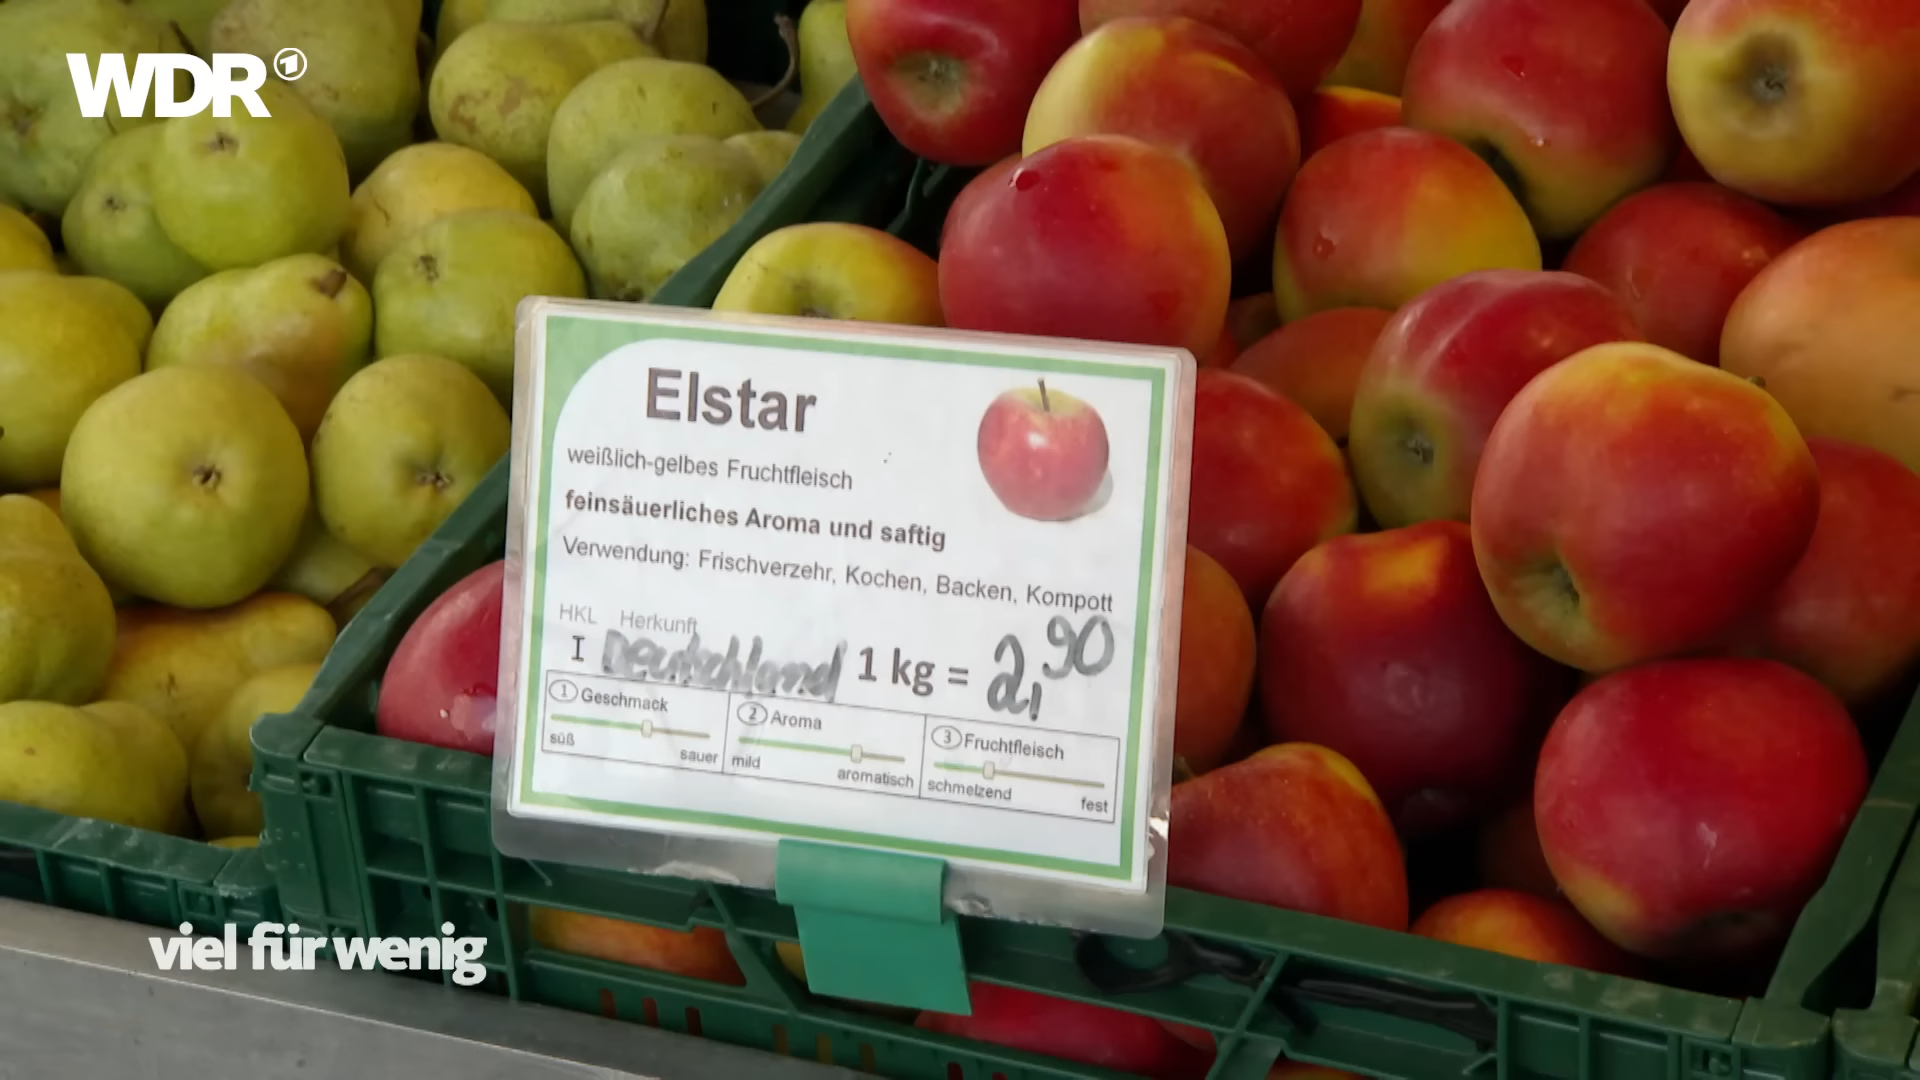 WDR 1
Elstar
weißlich-gelbes Fruchtfleisch
feinsäuerliches Aroma und saftig
Verwendung: Frischverzehr, Kochen, Backen, Kompott
HKL Herkunft
I Deutschland 1 kg = 2,90
1 Geschmack
süß sauer
2 Aroma
mild aromatisch
3 Fruchtfleisch
schmelzend fest
viel für wenig